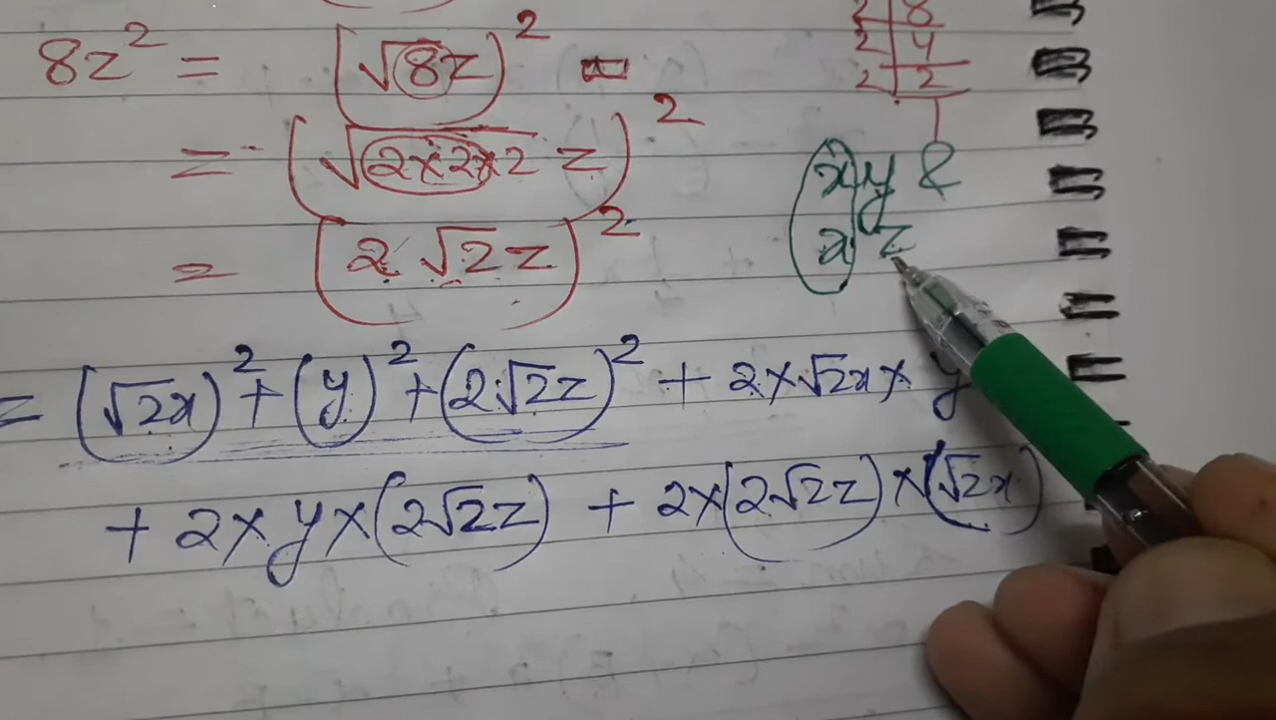 2 | 8
8z² = (√8z)²
2 | 4
2 | 2
= (√2×2×2 z)²
xy &
xz
= (2√2z)²
= (√2x)² + (y)² + (2√2z)² + 2×√2x× y
+ 2×y×(2√2z) + 2×(2√2z)×(√2x)